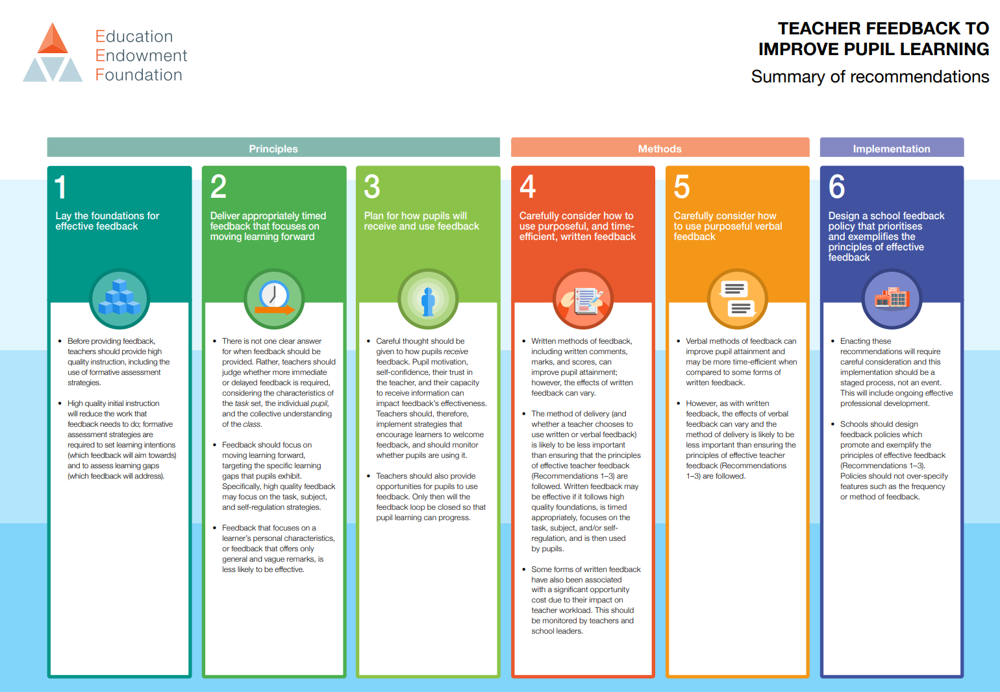 Education
Endowment
Foundation
TEACHER FEEDBACK TO
IMPROVE PUPIL LEARNING
Summary of recommendations
Principles
1
Lay the foundations for
effective feedback
• Before providing feedback,
teachers should provide high
quality instruction, including the
use of formative assessment
strategies.
• High quality initial instruction
will reduce the work that
feedback needs to do; formative
assessment strategies are
required to set learning intentions
(which feedback will aim towards)
and to assess learning gaps
(which feedback will address).
2
Deliver appropriately timed
feedback that focuses on
moving learning forward
• There is not one clear answer
for when feedback should be
provided. Rather, teachers should
judge whether more immediate
or delayed feedback is required,
considering the characteristics of
the task set, the individual pupil,
and the collective understanding
of the class.
• Feedback should focus on
moving learning forward,
targeting the specific learning
gaps that pupils exhibit.
Specifically, high quality feedback
may focus on the task, subject,
and self-regulation strategies.
• Feedback that focuses on a
learner's personal characteristics,
or feedback that offers only
general and vague remarks, is
less likely to be effective.
3
Plan for how pupils will
receive and use feedback
• Careful thought should be
given to how pupils receive
feedback. Pupil motivation,
self-confidence, their trust in
the teacher, and their capacity
to receive information can
impact feedback's effectiveness.
Teachers should, therefore,
implement strategies that
encourage learners to welcome
feedback, and should monitor
whether pupils are using it.
• Teachers should also provide
opportunities for pupils to use
feedback. Only then will the
feedback loop be closed so that
pupil learning can progress.
Methods
4
Carefully consider how to
use purposeful, and time-
efficient, written feedback
• Written methods of feedback,
including written comments,
marks, and scores, can
improve pupil attainment;
however, the effects of written
feedback can vary.
• The method of delivery (and
whether a teacher chooses to
use written or verbal feedback)
is likely to be less important
than ensuring that the principles
of effective teacher feedback
(Recommendations 1–3) are
followed. Written feedback may
be effective if it follows high
quality foundations, is timed
appropriately, focuses on the
task, subject, and/or self-
regulation, and is then used
by pupils.
• Some forms of written feedback
have also been associated
with a significant opportunity
cost due to their impact on
teacher workload. This should
be monitored by teachers and
school leaders.
5
Carefully consider how
to use purposeful verbal
feedback
• Verbal methods of feedback can
improve pupil attainment and
may be more time-efficient when
compared to some forms of
written feedback.
• However, as with written
feedback, the effects of verbal
feedback can vary and the
method of delivery is likely to be
less important than ensuring the
principles of effective teacher
feedback (Recommendations
1–3) are followed.
Implementation
6
Design a school feedback
policy that prioritises
and exemplifies the
principles of effective
feedback
• Enacting these
recommendations will require
careful consideration and this
implementation should be a
staged process, not an event.
This will include ongoing effective
professional development.
• Schools should design
feedback policies which
promote and exemplify the
principles of effective feedback
(Recommendations 1–3).
Policies should not over-specify
features such as the frequency
or method of feedback.